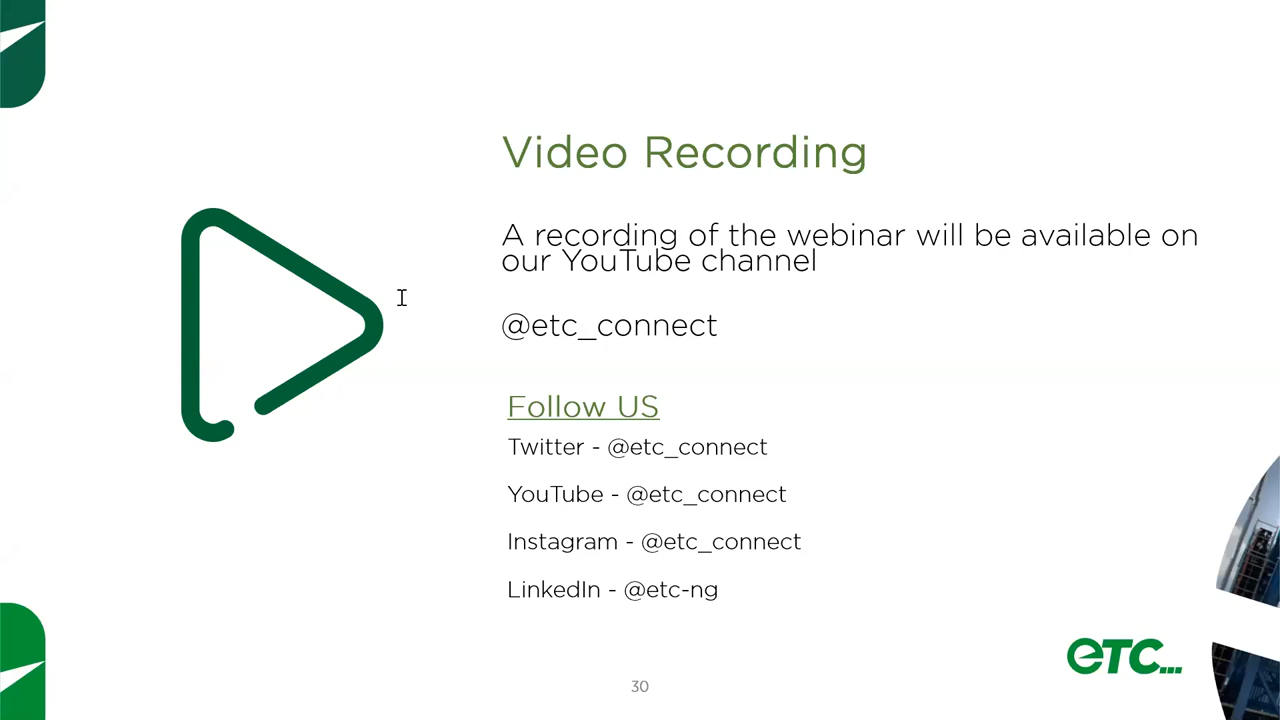 Video Recording
A recording of the webinar will be available on
our YouTube channel
@etc_connect
Follow US
Twitter - @etc_connect
YouTube - @etc_connect
Instagram - @etc_connect
LinkedIn - @etc-ng
eTC...
30